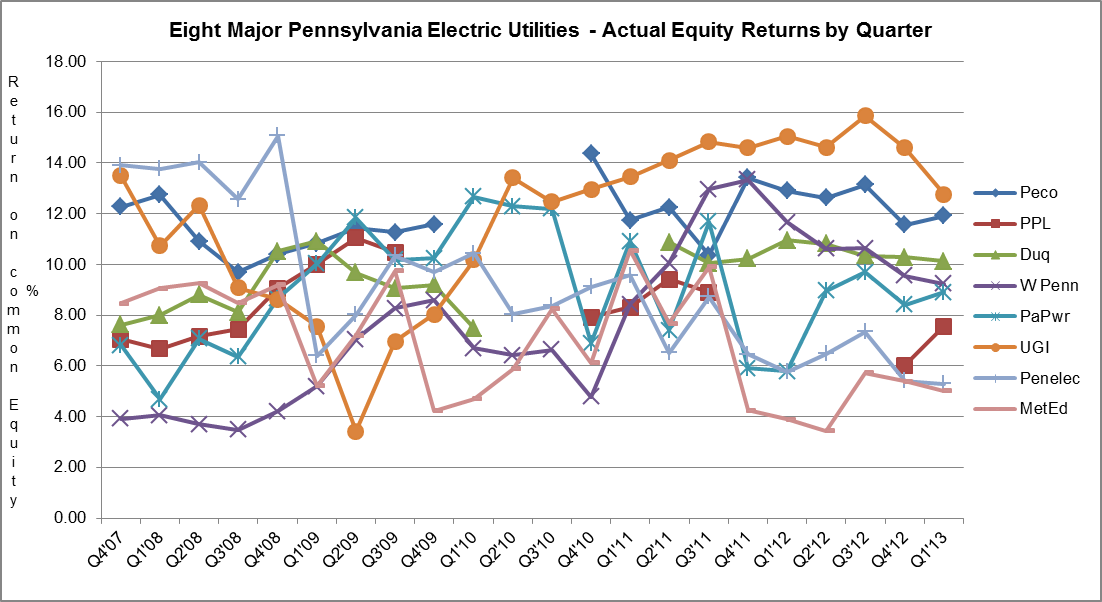 Eight Major Pennsylvania Electric Utilities - Actual Equity Returns by Quarter
Return on common Equity
%
18.00
16.00
14.00
12.00
10.00
8.00
6.00
4.00
2.00
0.00
Q4'07
Q1'08
Q2'08
Q3'08
Q4'08
Q1'09
Q2'09
Q3'09
Q4'09
Q1'10
Q2'10
Q3'10
Q4'10
Q1'11
Q2'11
Q3'11
Q4'11
Q1'12
Q2'12
Q3'12
Q4'12
Q1'13
Peco
PPL
Duq
W Penn
PaPwr
UGI
Penelec
MetEd